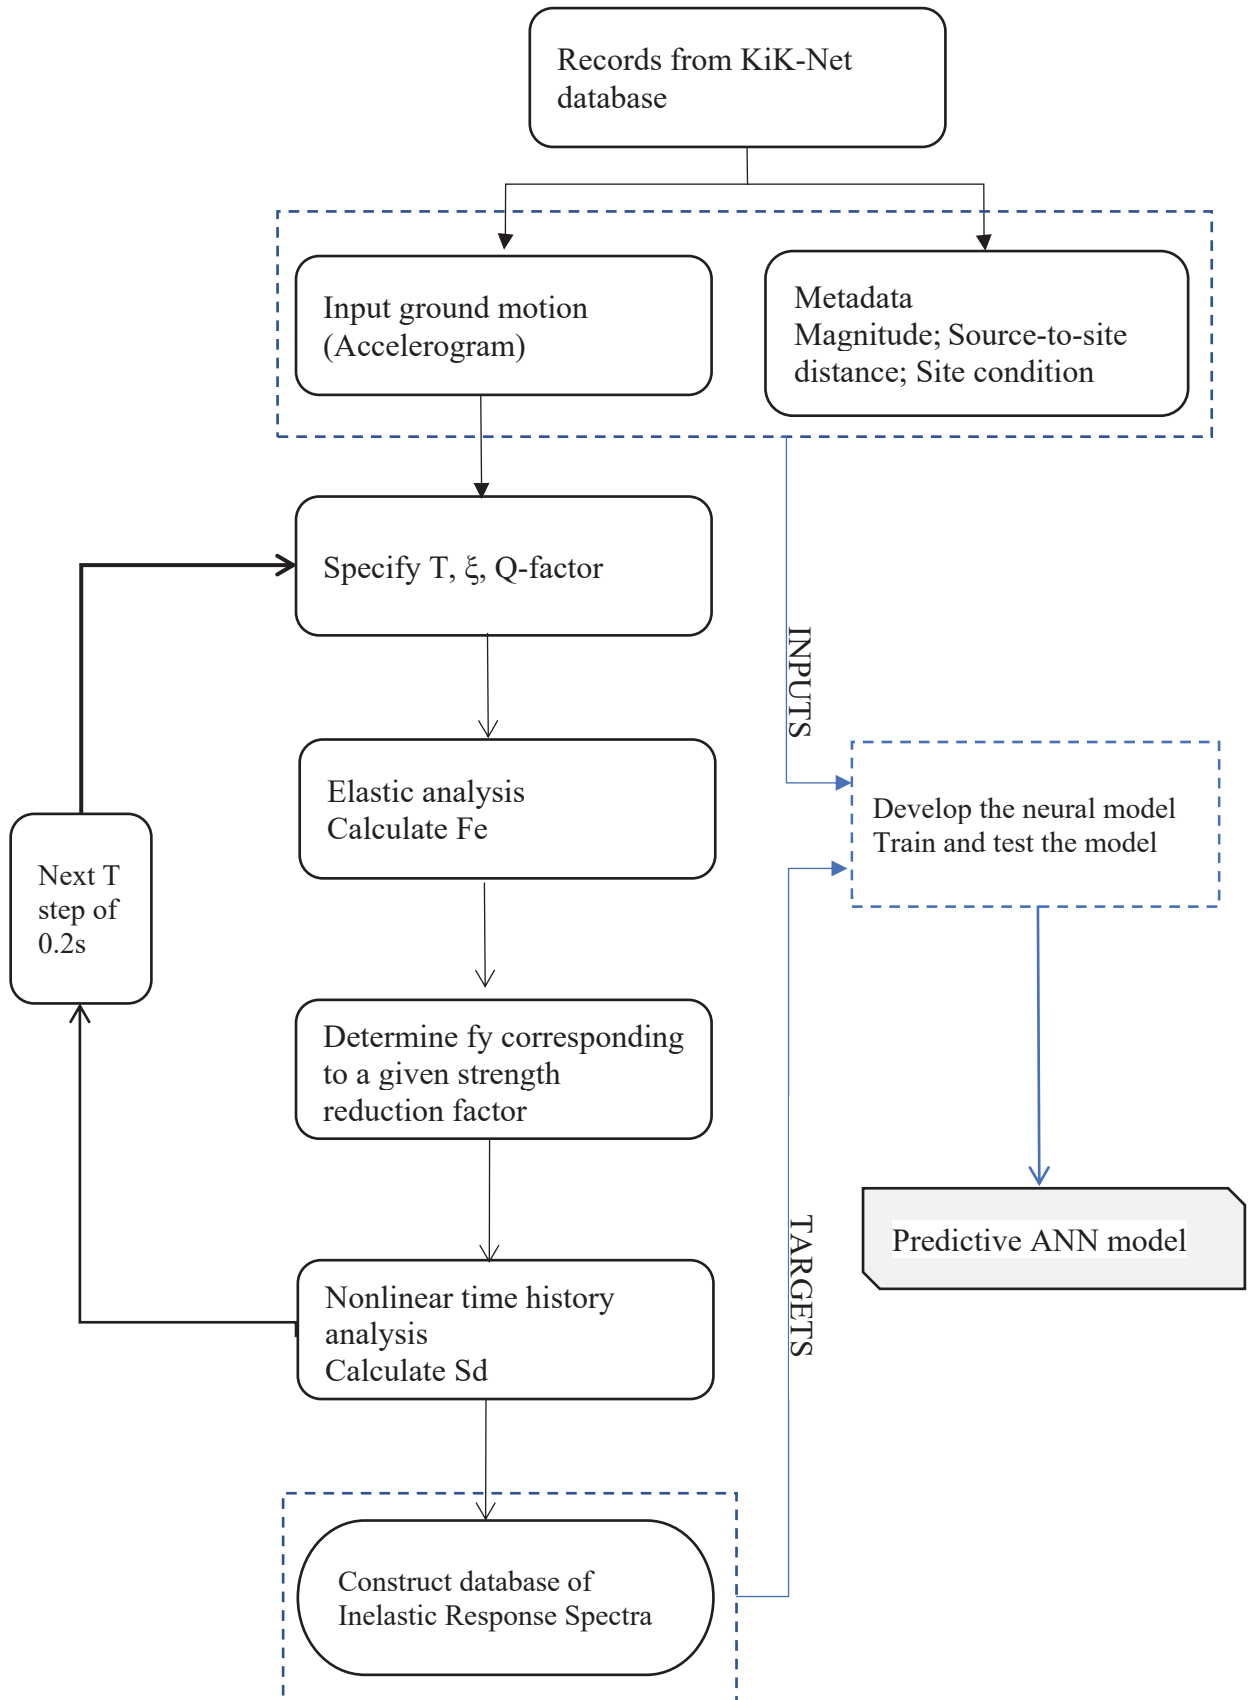 Records from KiK-Net
database
Input ground motion
(Accelerogram)
Metadata
Magnitude; Source-to-site
distance; Site condition
Specify T, ξ, Q-factor
INPUTS
Elastic analysis
Calculate Fe
Develop the neural model
Train and test the model
Next T
step of
0.2s
Determine fy corresponding
to a given strength
reduction factor
Predictive ANN model
TARGETS
Nonlinear time history
analysis
Calculate Sd
Construct database of
Inelastic Response Spectra